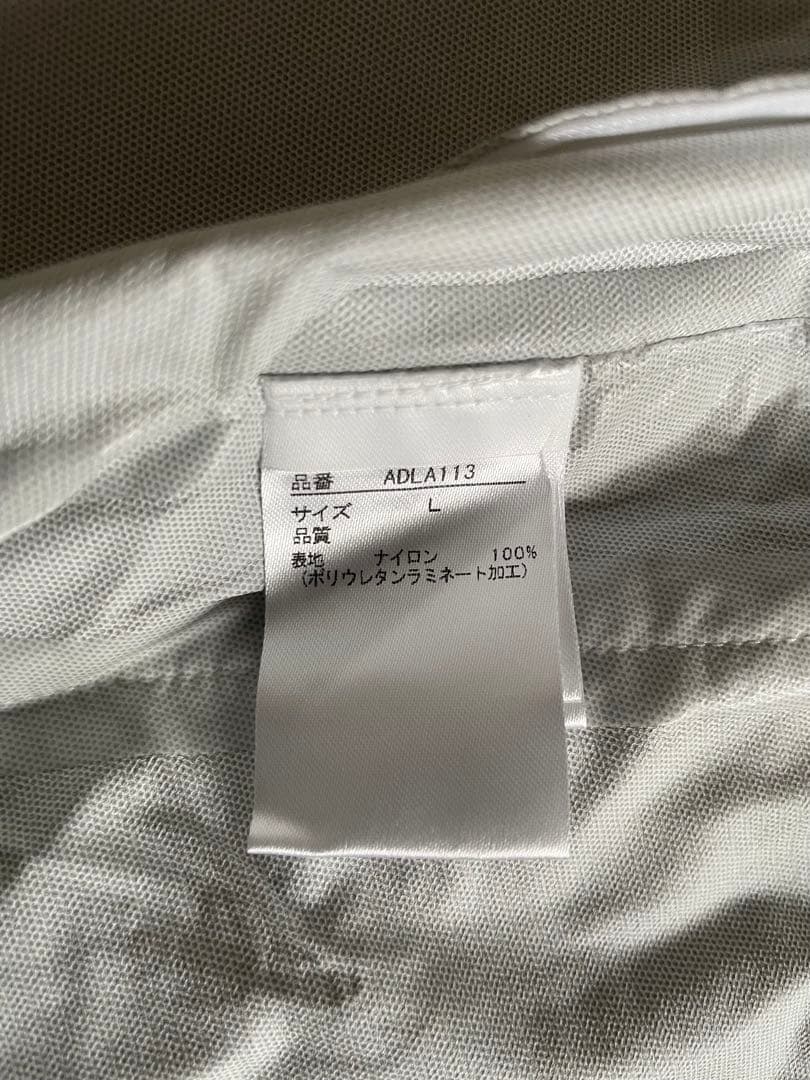 品番 ADLA113
サイズ L
品質
表地 ナイロン 100%
(ポリウレタンラミネート加工)